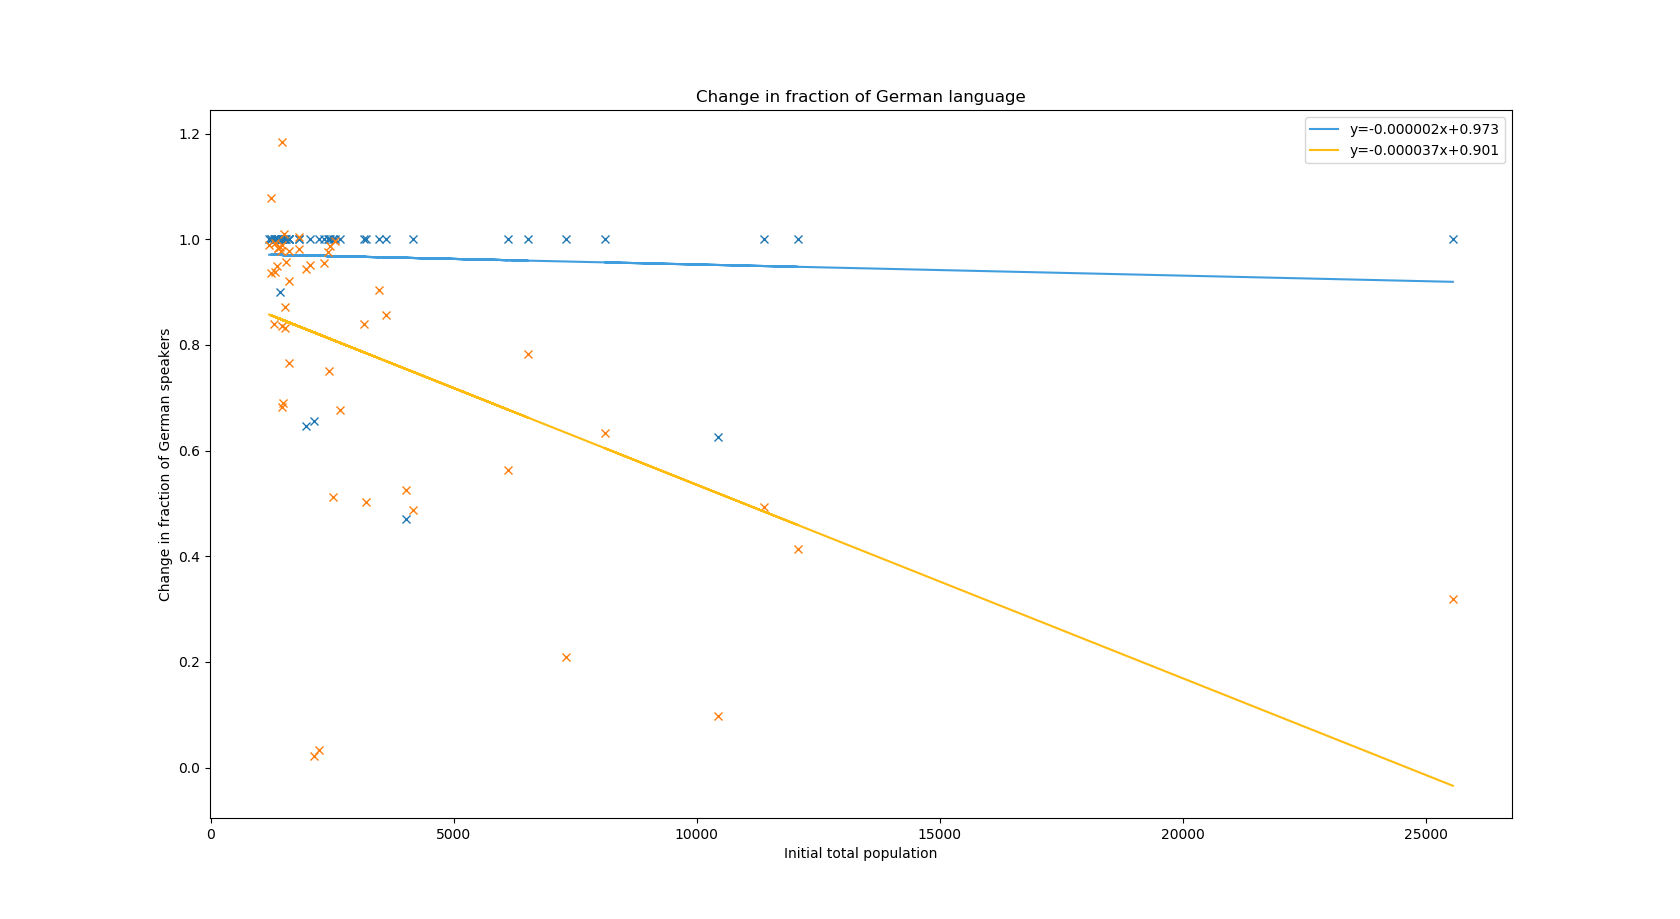 Change in fraction of German language
y=-0.000002x+0.973
y=-0.000037x+0.901
1.2
1.0
0.8
0.6
0.4
0.2
0.0
Change in fraction of German speakers
0 5000 10000 15000 20000 25000
Initial total population